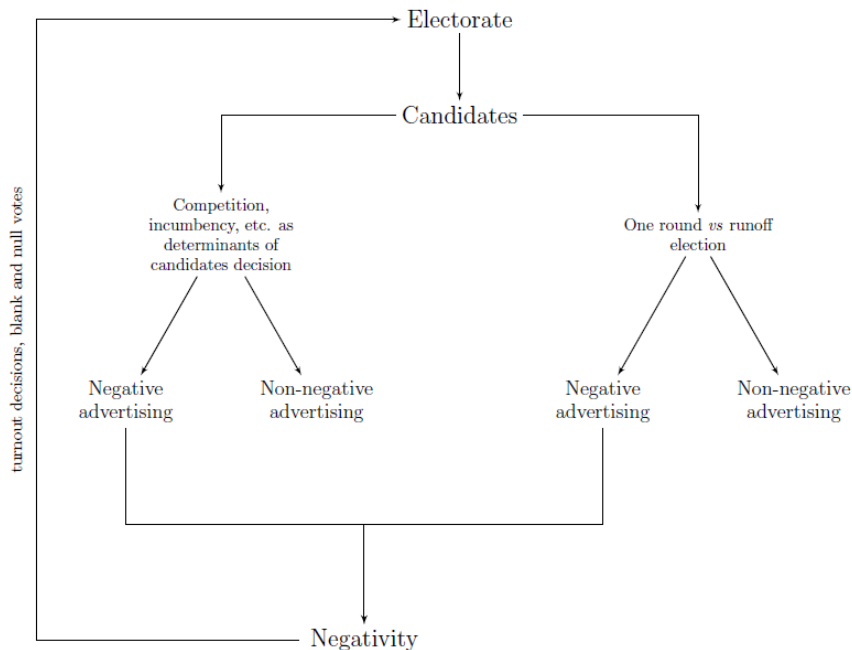 Electorate
Candidates
turnout decisions, blank and null votes
Competition,
incumbency, etc. as
determinants of
candidates decision
One round vs runoff
election
Negative
advertising
Non-negative
advertising
Negative
advertising
Non-negative
advertising
Negativity